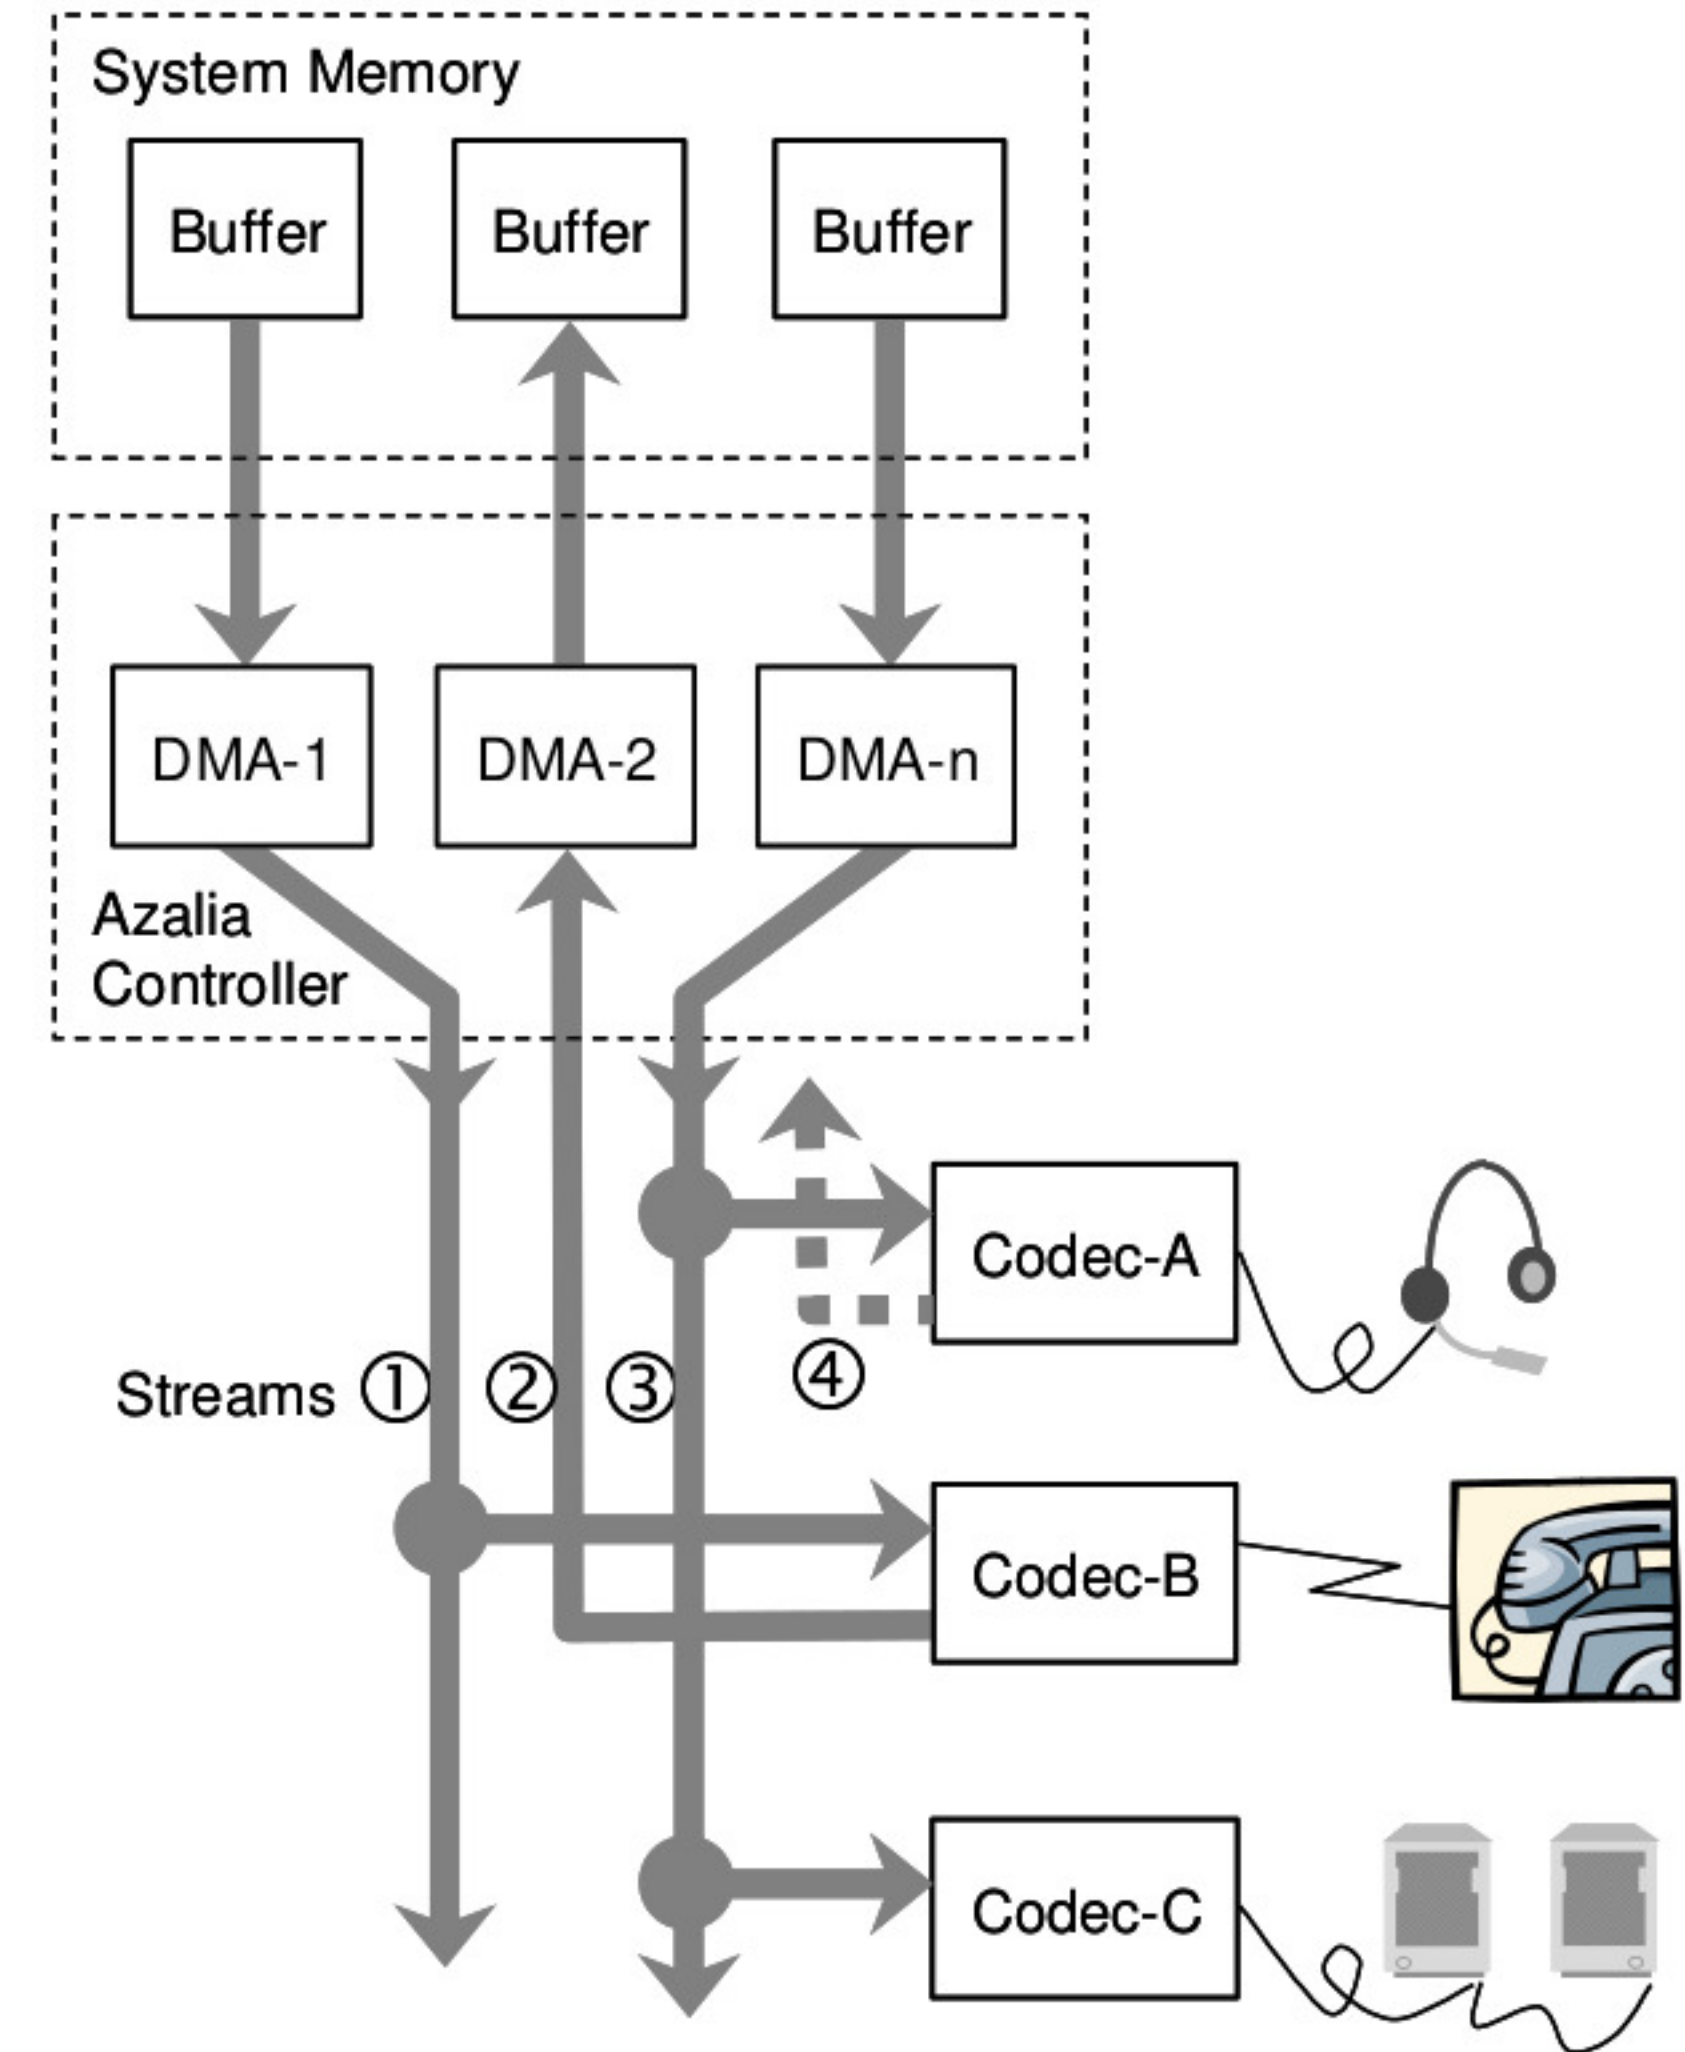 System Memory
Buffer Buffer Buffer
DMA-1 DMA-2 DMA-n
Azalia
Controller
Codec-A
Streams ① ② ③ ④
Codec-B
Codec-C